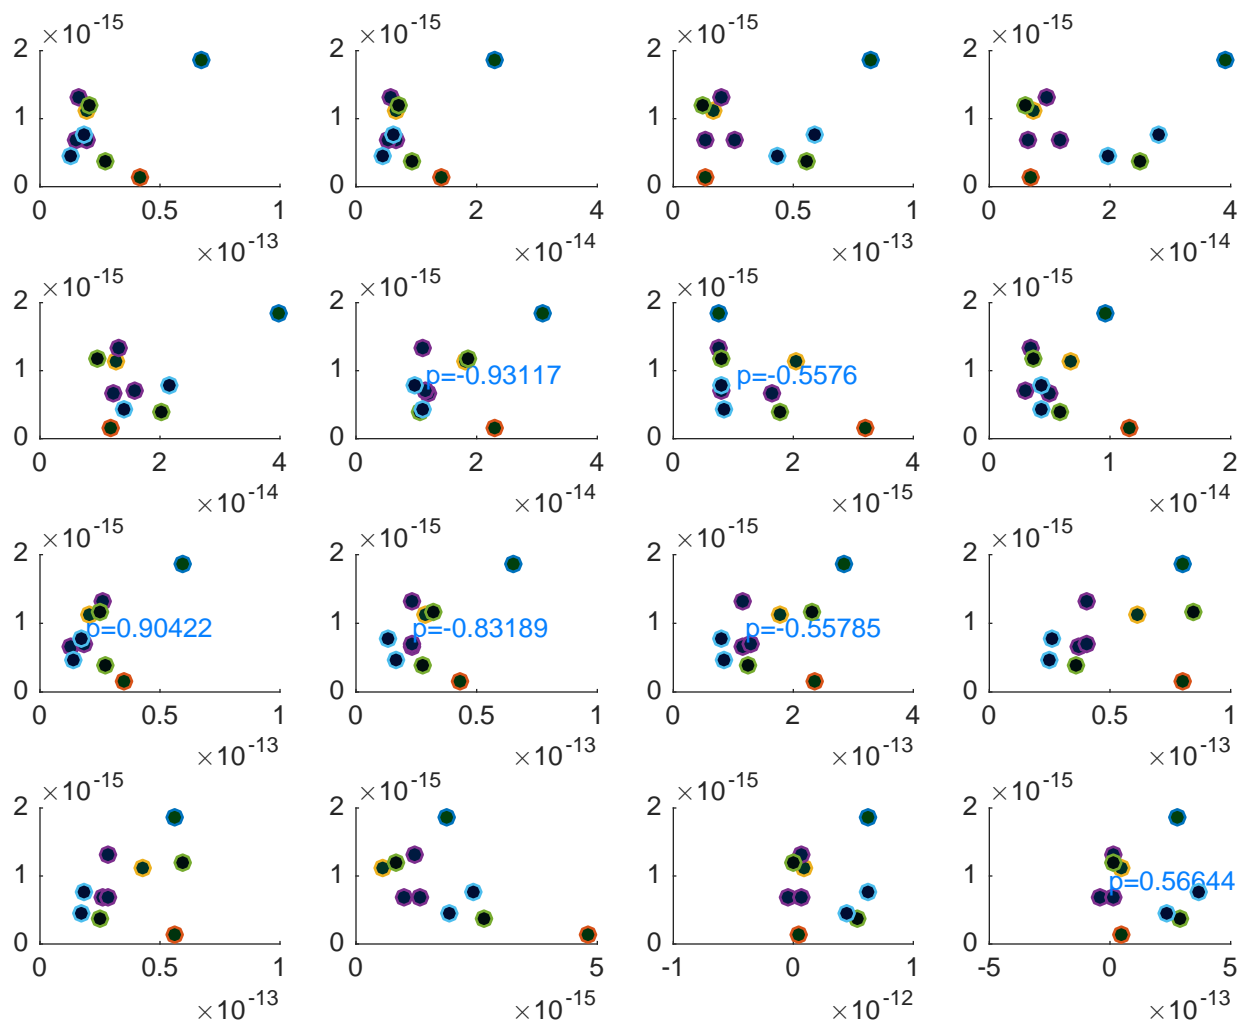 ×10-15 ×10-15 ×10-15 ×10-15
2 2 2 2
1 1 1 1
0 0 0 0
0 0.5 1 0 2 4 0 0.5 1 0 2 4
×10-13 ×10-14 ×10-13 ×10-14
×10-15 ×10-15 ×10-15 ×10-15
2 2 2 2
1 p=-0.93117 1 p=-0.5576 1 1
0 0 0 0
0 2 4 0 2 4 0 2 4 0 1 2
×10-14 ×10-14 ×10-15 ×10-14
×10-15 ×10-15 ×10-15 ×10-15
2 2 2 2
1 p=0.90422 1 p=-0.83189 1 p=-0.55785 1
0 0 0 0
0 0.5 1 0 0.5 1 0 2 4 0 0.5 1
×10-13 ×10-13 ×10-13 ×10-13
×10-15 ×10-15 ×10-15 ×10-15
2 2 2 2
1 1 1 1 p=0.56644
0 0 0 0
0 0.5 1 0 5 -1 0 1 -5 0 5
×10-13 ×10-15 ×10-12 ×10-13